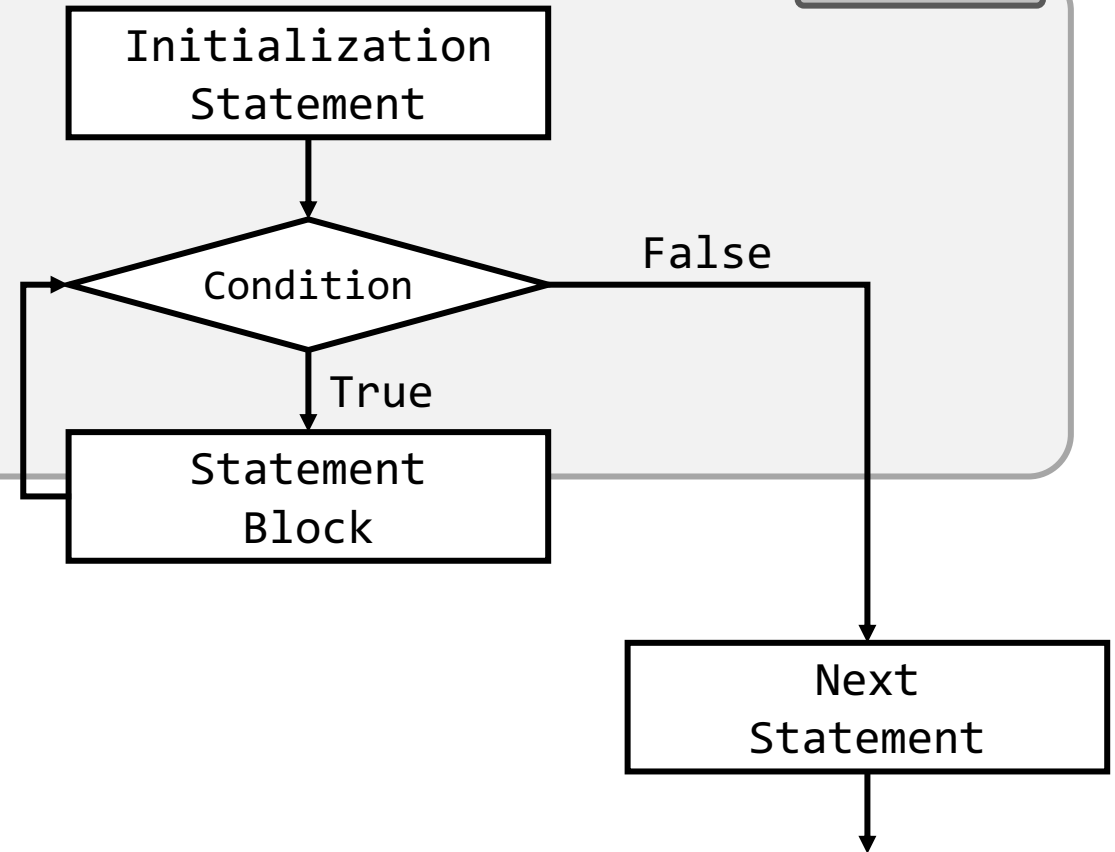 Initialization
Statement
Condition
False
True
Statement
Block
Next
Statement